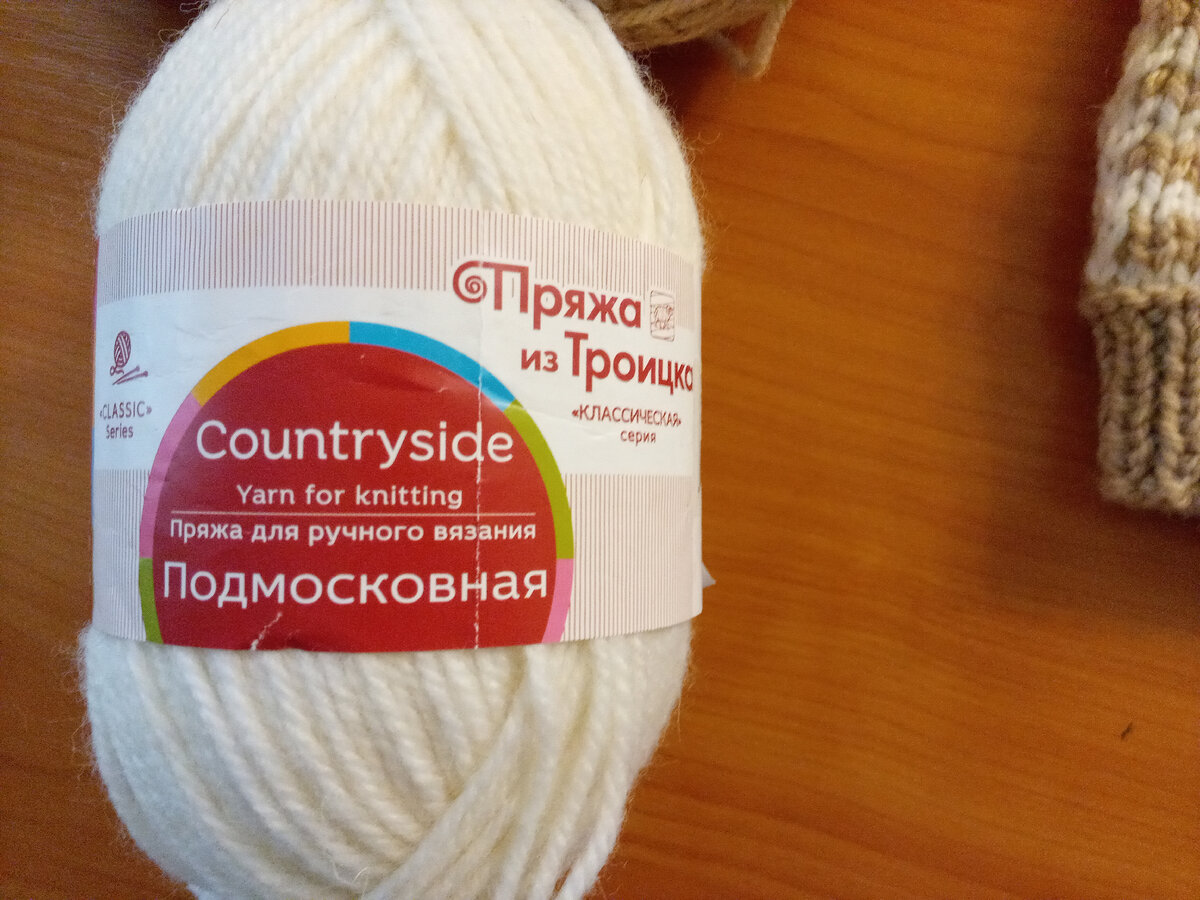 Пряжа
из Троицка
«КЛАССИЧЕСКАЯ»
серия
«CLASSIC»
Series
Countryside
Yarn for knitting
Пряжа для ручного вязания
Подмосковная